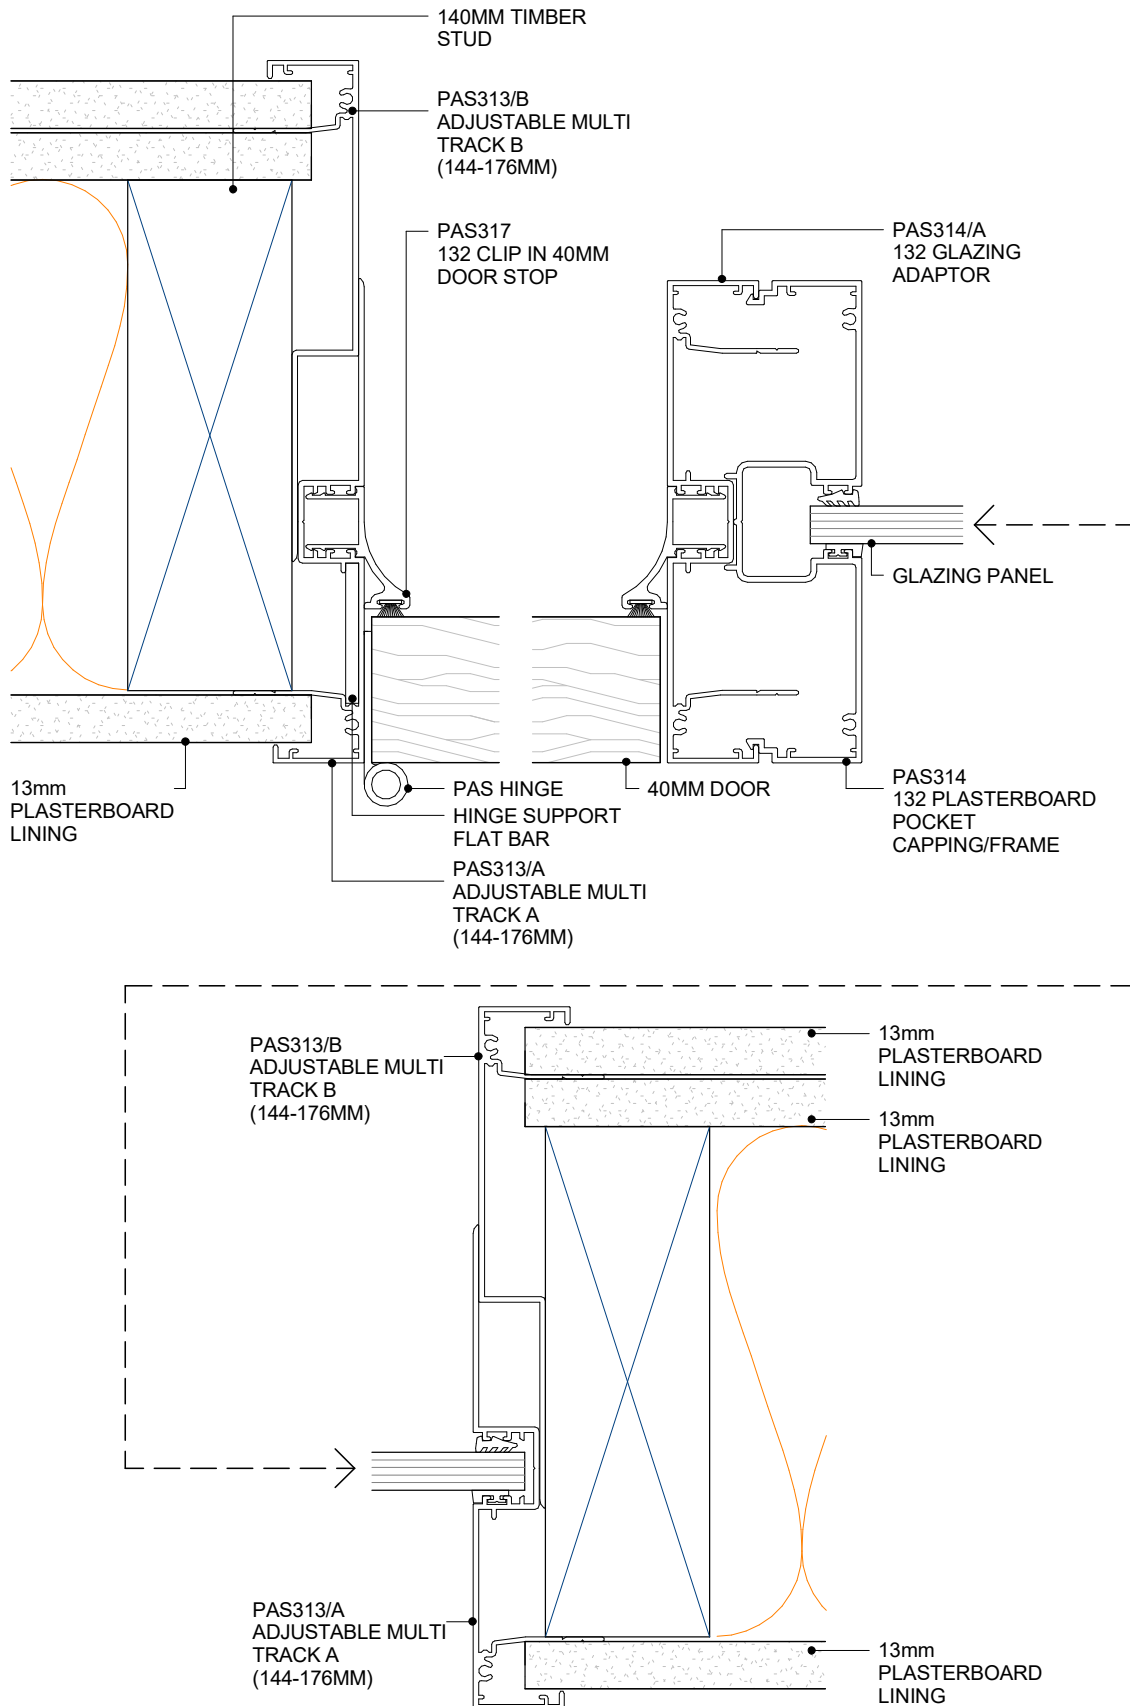 140MM TIMBER
STUD
PAS313/B
ADJUSTABLE MULTI
TRACK B
(144-176MM)
PAS317
132 CLIP IN 40MM
DOOR STOP
PAS314/A
132 GLAZING
ADAPTOR
GLAZING PANEL
13mm
PLASTERBOARD
LINING
PAS HINGE
HINGE SUPPORT
FLAT BAR
40MM DOOR
PAS314
132 PLASTERBOARD
POCKET
CAPPING/FRAME
PAS313/A
ADJUSTABLE MULTI
TRACK A
(144-176MM)
PAS313/B
ADJUSTABLE MULTI
TRACK B
(144-176MM)
13mm
PLASTERBOARD
LINING
13mm
PLASTERBOARD
LINING
PAS313/A
ADJUSTABLE MULTI
TRACK A
(144-176MM)
13mm
PLASTERBOARD
LINING